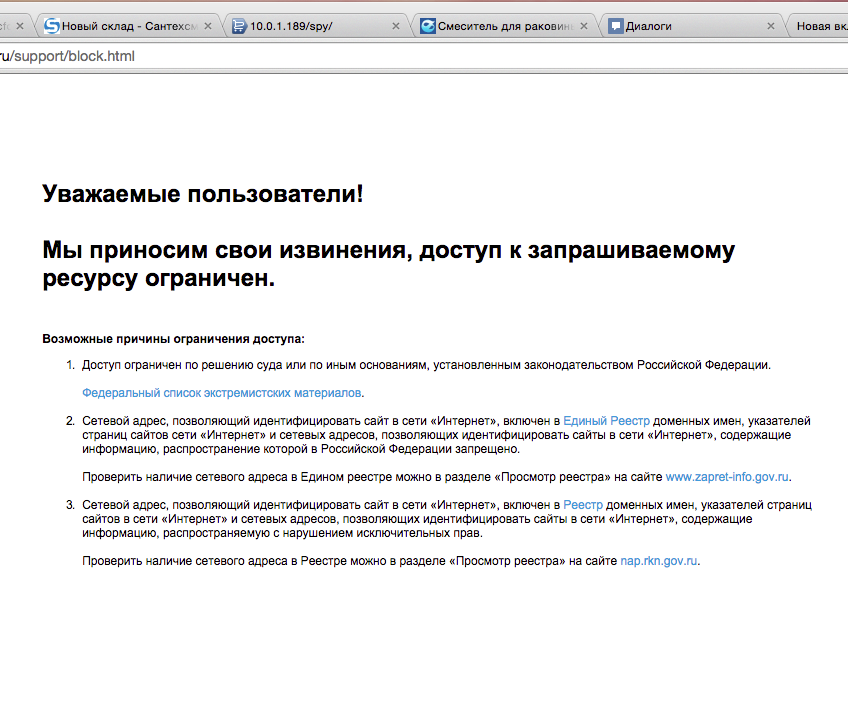 Новый склад - Сантехсм
10.0.1.189/spy/
Смеситель для раковин
Диалоги
Новая вк
ru/support/block.html
Уважаемые пользователи!
Мы приносим свои извинения, доступ к запрашиваемому
ресурсу ограничен.
Возможные причины ограничения доступа:
1. Доступ ограничен по решению суда или по иным основаниям, установленным законодательством Российской Федерации.
Федеральный список экстремистских материалов.
2. Сетевой адрес, позволяющий идентифицировать сайт в сети «Интернет», включен в Единый Реестр доменных имен, указателей
страниц сайтов сети «Интернет» и сетевых адресов, позволяющих идентифицировать сайты в сети «Интернет», содержащие
информацию, распространение которой в Российской Федерации запрещено.
Проверить наличие сетевого адреса в Едином реестре можно в разделе «Просмотр реестра» на сайте www.zapret-info.gov.ru.
3. Сетевой адрес, позволяющий идентифицировать сайт в сети «Интернет», включен в Реестр доменных имен, указателей страниц
сайтов в сети «Интернет» и сетевых адресов, позволяющих идентифицировать сайты в сети «Интернет», содержащие
информацию, распространяемую с нарушением исключительных прав.
Проверить наличие сетевого адреса в Реестре можно в разделе «Просмотр реестра» на сайте nap.rkn.gov.ru.